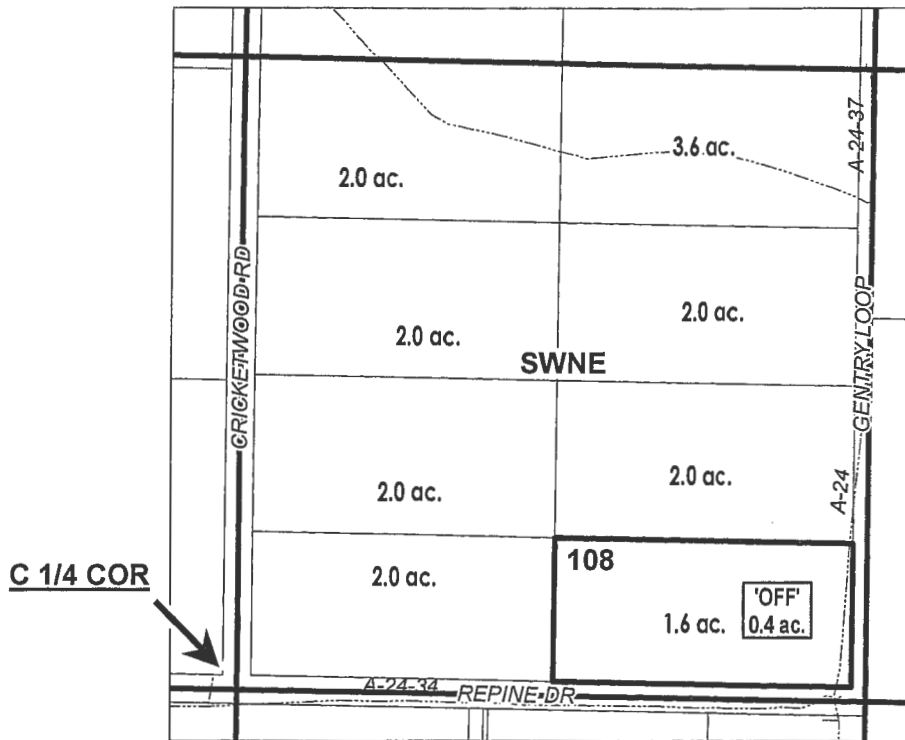 A-24-37
3.6 ac.
2.0 ac.
CRICKETWOOD RD
2.0 ac.
2.0 ac.
GENTRY LOOP
SWNE
2.0 ac.
2.0 ac.
A-24
C 1/4 COR
2.0 ac.
108
1.6 ac.
'OFF'
0.4 ac.
A-24-34
REPINE DR